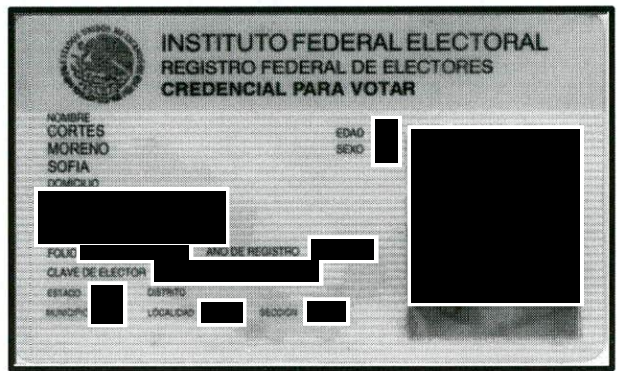 INSTITUTO FEDERAL ELECTORAL
REGISTRO FEDERAL DE ELECTORES
CREDENCIAL PARA VOTAR
NOMBRE
CORTES
MORENO
SOFIA
EDAD
SEXO
DOMICILIO
FOLIO AÑO DE REGISTRO
CLAVE DE ELECTOR
ESTADO DISTRITO
MUNICIPIO LOCALIDAD SECCION